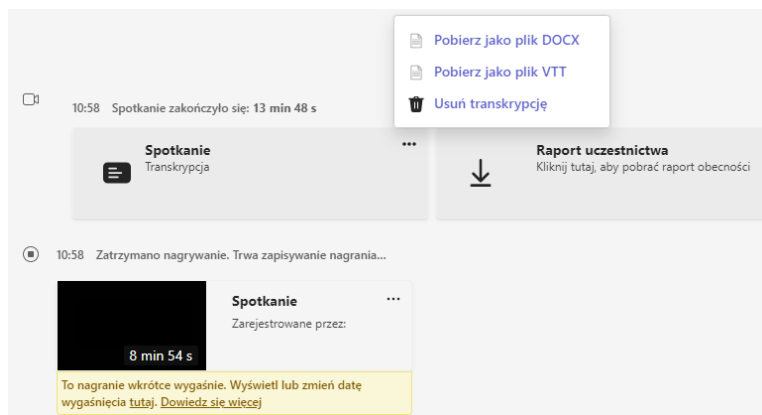 Pobierz jako plik DOCX
Pobierz jako plik VTT
Usuń transkrypcję
10:58 Spotkanie zakończyło się: 13 min 48 s
Spotkanie
Transkrypcja
Raport uczestnictwa
Kliknij tutaj, aby pobrać raport obecności
10:58 Zatrzymano nagrywanie. Trwa zapisywanie nagrania...
Spotkanie
Zarejestrowane przez:
8 min 54 s
To nagranie wkrótce wygaśnie. Wyświetl lub zmień datę
wygaśnięcia tutaj. Dowiedz się więcej